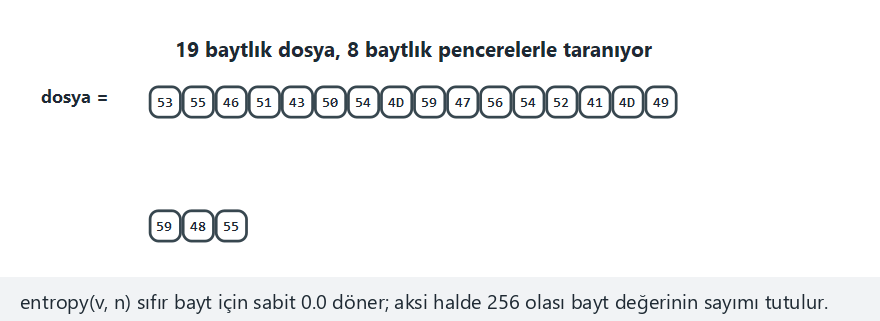 19 baytlık dosya, 8 baytlık pencerelerle taranıyor
dosya = 53 55 46 51 43 50 54 4D 59 47 56 54 52 41 4D 49
59 48 55
entropy(v, n) sıfır bayt için sabit 0.0 döner; aksi halde 256 olası bayt değerinin sayımı tutulur.